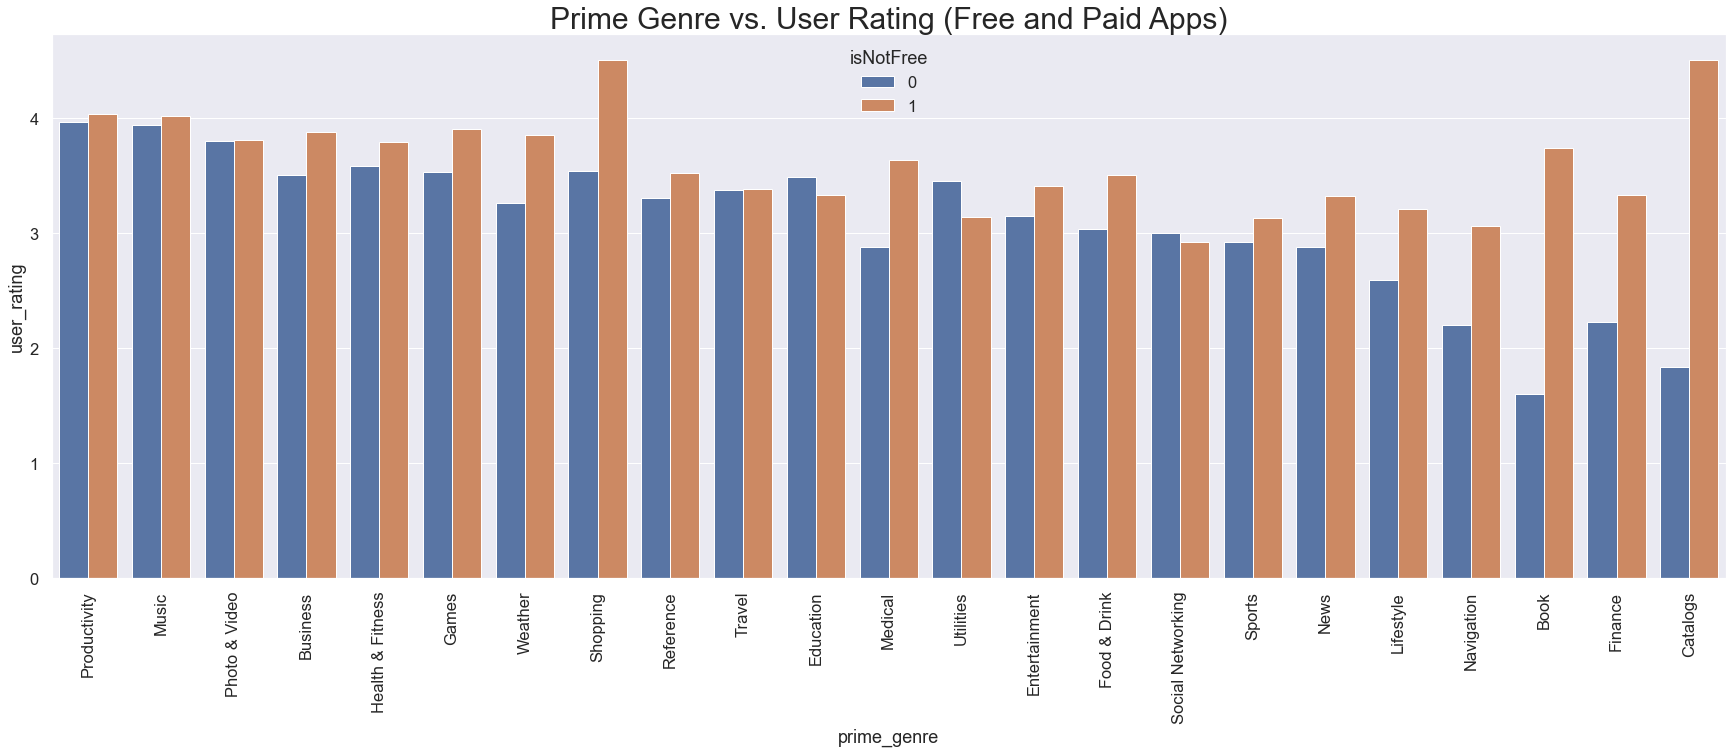 Prime Genre vs. User Rating (Free and Paid Apps)
isNotFree
0
1
user_rating
4
3
2
1
0
Productivity
Music
Photo & Video
Business
Health & Fitness
Games
Weather
Shopping
Reference
Travel
Education
Medical
Utilities
Entertainment
Food & Drink
Social Networking
Sports
News
Lifestyle
Navigation
Book
Finance
Catalogs
prime_genre